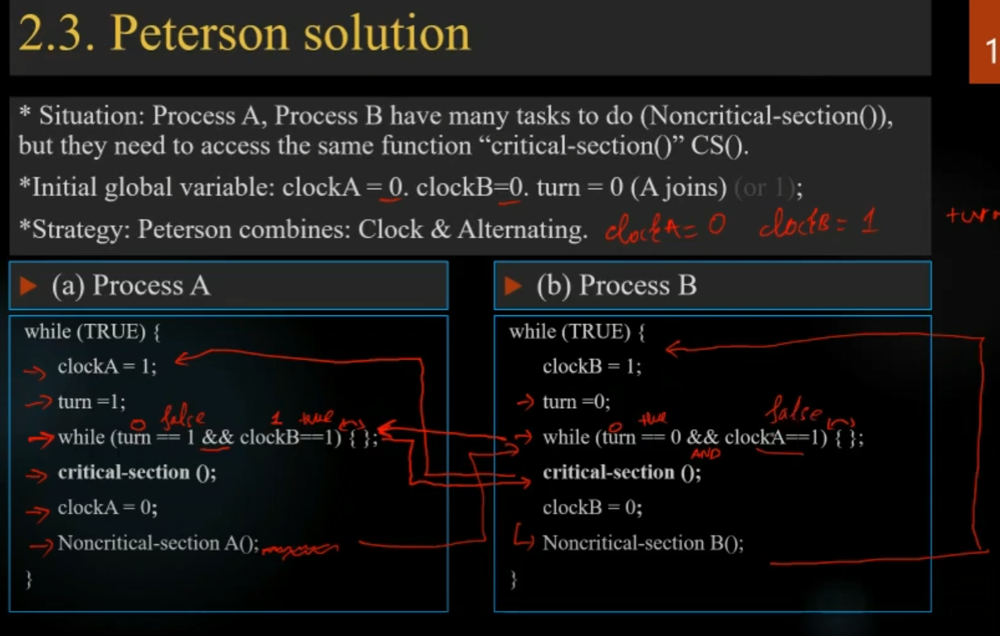 2.3. Peterson solution
1
* Situation: Process A, Process B have many tasks to do (Noncritical-section()),
but they need to access the same function “critical-section()” CS().
*Initial global variable: clockA = 0. clockB=0. turn = 0 (A joins) (or 1);
*Strategy: Peterson combines: Clock & Alternating. clockA = 0 clockB = 1
(a) Process A
while (TRUE) {
clockA = 1;
turn =1;
0 false 1 true
while (turn == 1 && clockB==1) { };
critical-section ();
clockA = 0;
Noncritical-section A();
}
(b) Process B
while (TRUE) {
clockB = 1;
turn =0;
0 true false
while (turn == 0 && clockA==1) { };
AND
critical-section ();
clockB = 0;
Noncritical-section B();
}